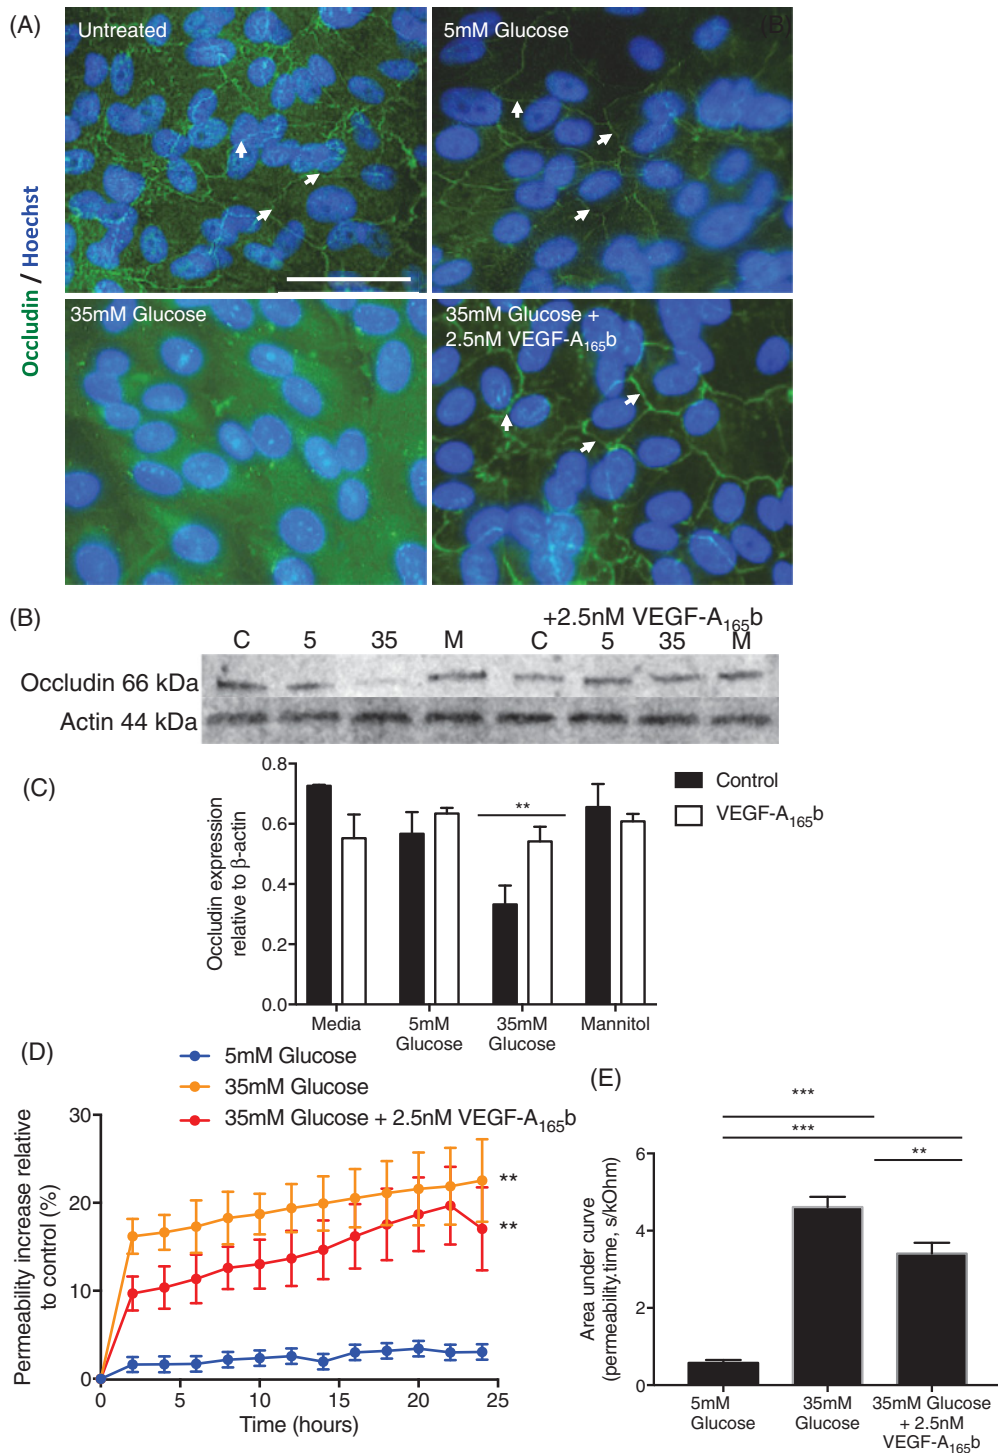 (A)
Untreated
5mM Glucose
(B)
Occludin / Hoechst
35mM Glucose
35mM Glucose +
2.5nM VEGF-A₁₆₅b
(B)
+2.5nM VEGF-A₁₆₅b
C 5 35 M C 5 35 M
Occludin 66 kDa
Actin 44 kDa
(C)
Occludin expression
relative to β-actin
0.8
0.6
0.4
0.2
0.0
**
Control
VEGF-A₁₆₅b
Media
5mM
Glucose
35mM
Glucose
Mannitol
(D)
5mM Glucose
35mM Glucose
35mM Glucose + 2.5nM VEGF-A₁₆₅b
Permeability increase relative
to control (%)
30
20
10
0
**
**
0 5 10 15 20 25
Time (hours)
(E)
***
***
**
Area under curve
(permeability.time, s/kOhm)
6
4
2
0
5mM
Glucose
35mM
Glucose
35mM Glucose
+ 2.5nM
VEGF-A₁₆₅b